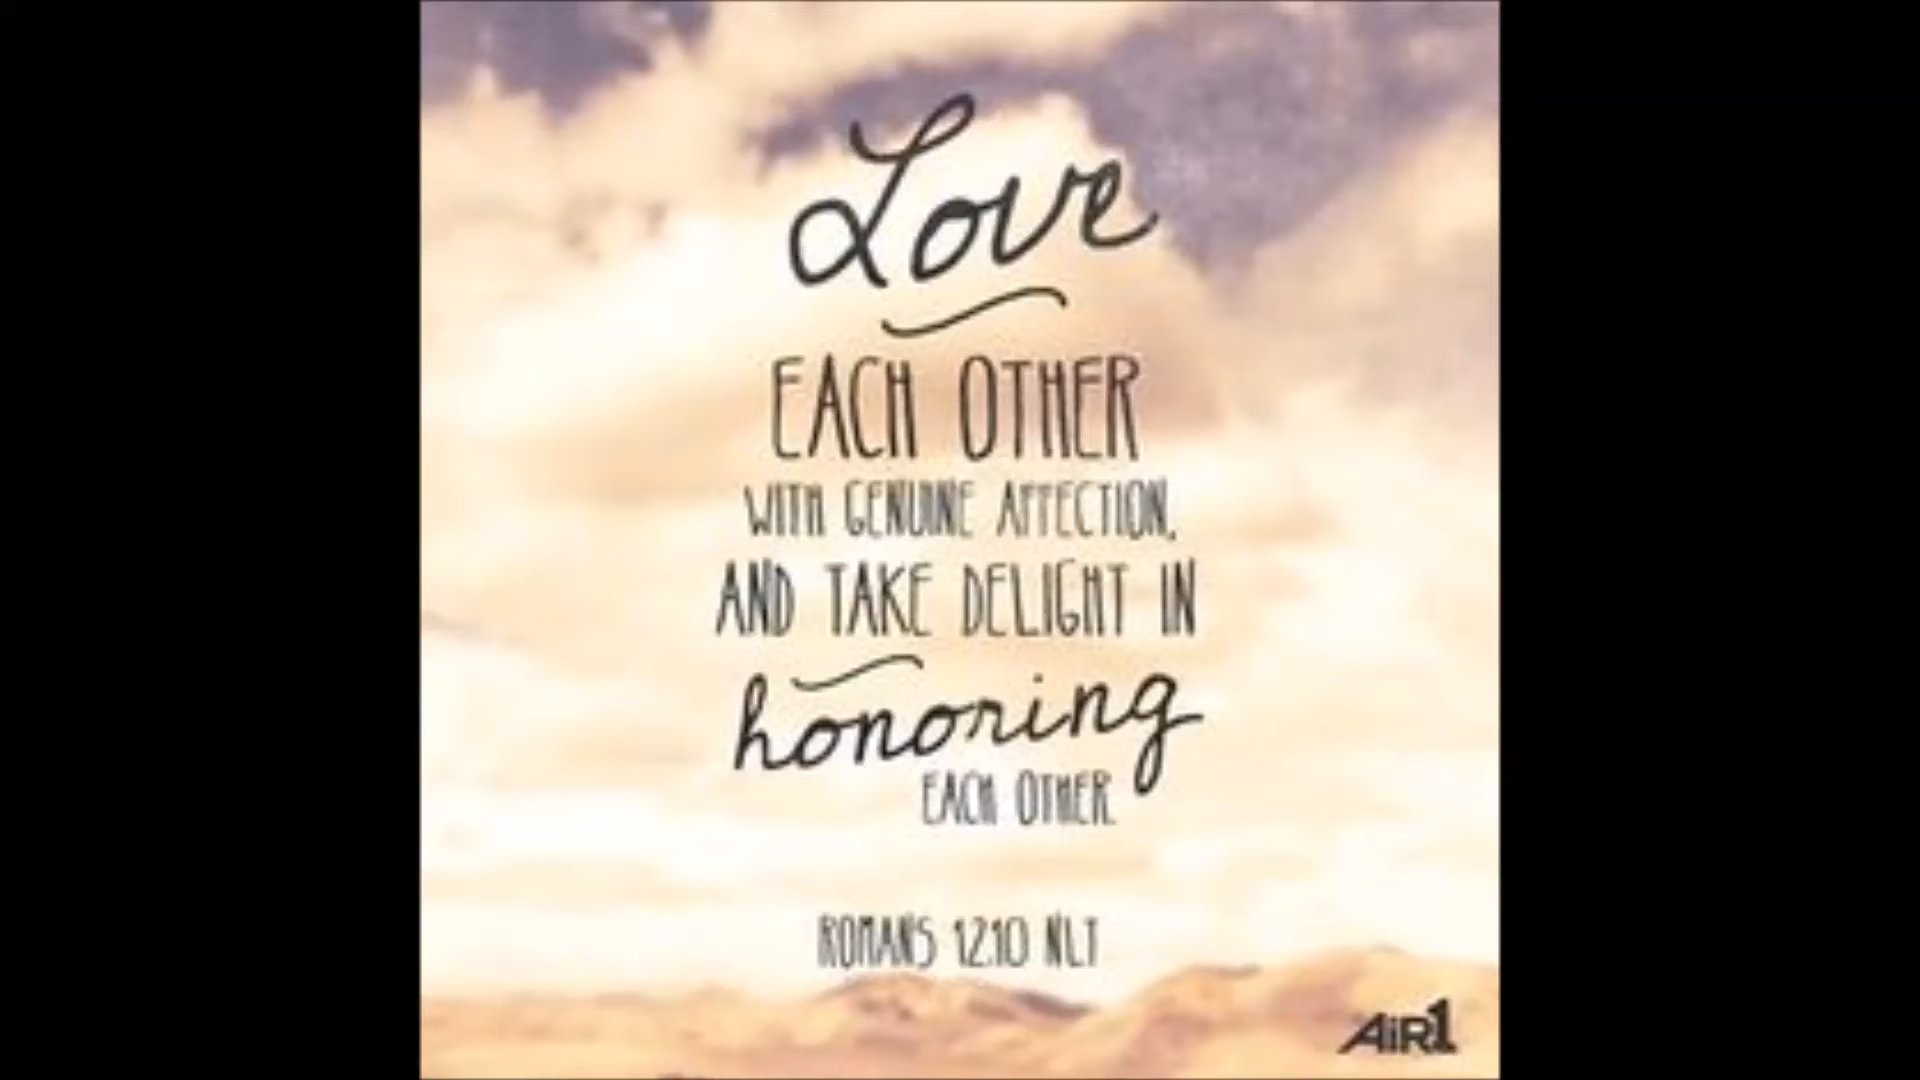 Love
EACH OTHER
WITH GENUINE AFFECTION,
AND TAKE DELIGHT IN
honoring
EACH OTHER.
ROMANS 12:10 NLT
AiR1